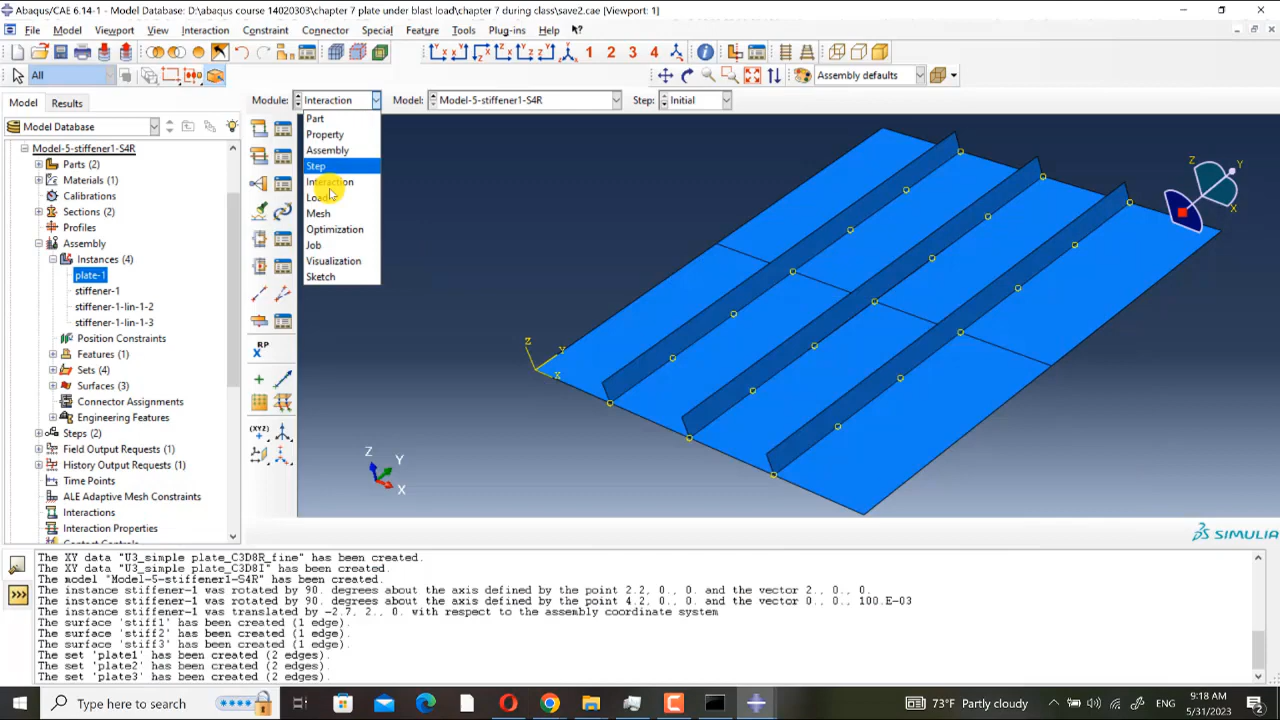 Abaqus/CAE 6.14-1 - Model Database: D:\abaqus course 14020303\chapter 7 plate under blast load\chapter 7 during class\save2.cae [Viewport: 1]
File Model Viewport View Interaction Constraint Connector Special Feature Tools Plug-ins Help
1 2 3 4
All
Assembly defaults
Model Results
Module: Interaction Model: Model-5-stiffener1-S4R Step: Initial
Model Database
Part
Property
Assembly
Step
Interaction
Load
Mesh
Optimization
Job
Visualization
Sketch
Model-5-stiffener1-S4R
Parts (2)
Materials (1)
Calibrations
Sections (2)
Profiles
Assembly
Instances (4)
plate-1
stiffener-1
stiffener-1-lin-1-2
stiffener-1-lin-1-3
Position Constraints
Features (1)
Sets (4)
Surfaces (3)
Connector Assignments
Engineering Features
Steps (2)
Field Output Requests (1)
History Output Requests (1)
Time Points
ALE Adaptive Mesh Constraints
Interactions
Interaction Properties
RP
(XYZ)
Z Y X
Z Y X
Z Y X
SIMULIA
The XY data "U3_simple plate_C3D8R_fine" has been created.
The XY data "U3_simple plate_C3D8I" has been created.
The model "Model-5-stiffener1-S4R" has been created.
The instance stiffener-1 was rotated by 90. degrees about the axis defined by the point 2.2, 0., 0. and the vector 2., 0., 0.
The instance stiffener-1 was rotated by 90. degrees about the axis defined by the point 4.2, 0., 0. and the vector 0., 0., 100.E-03
The instance stiffener-1 was translated by -2.7, 2., 0. with respect to the assembly coordinate system
The surface 'stiff1' has been created (1 edge).
The surface 'stiff2' has been created (1 edge).
The surface 'stiff3' has been created (1 edge).
The set 'plate1' has been created (2 edges).
The set 'plate2' has been created (2 edges).
The set 'plate3' has been created (2 edges).
Type here to search
73°F Partly cloudy
ENG
9:18 AM
5/31/2023
2